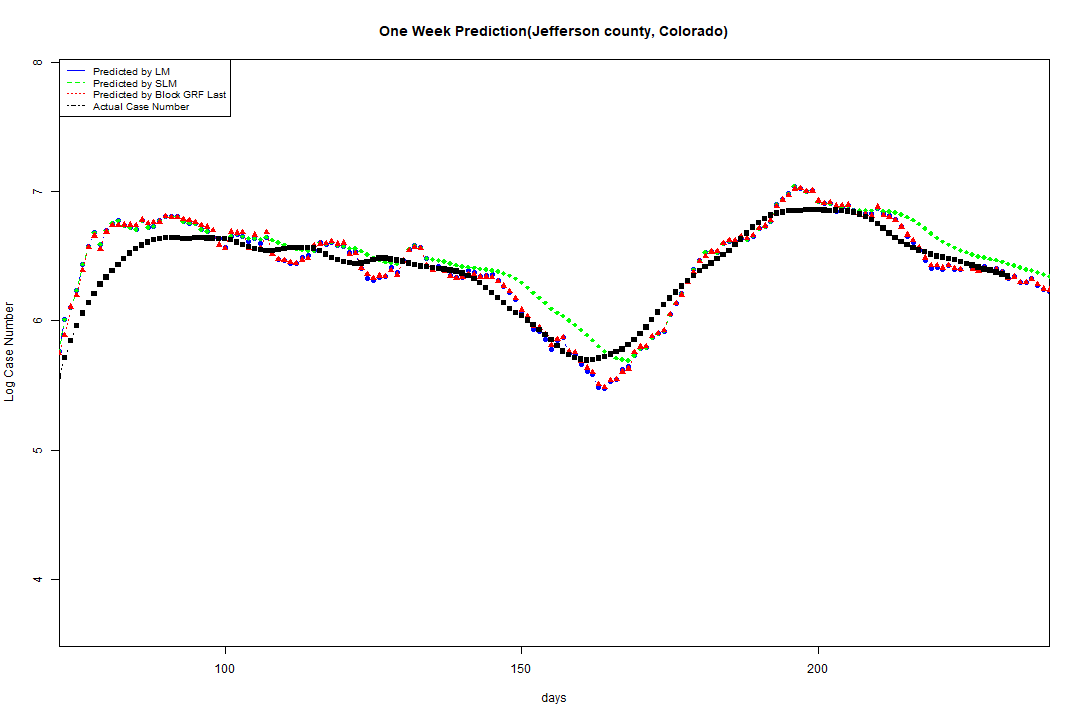 One Week Prediction(Jefferson county, Colorado)
Predicted by LM
Predicted by SLM
Predicted by Block GRF Last
Actual Case Number
8
7
6
5
4
Log Case Number
100 150 200
days